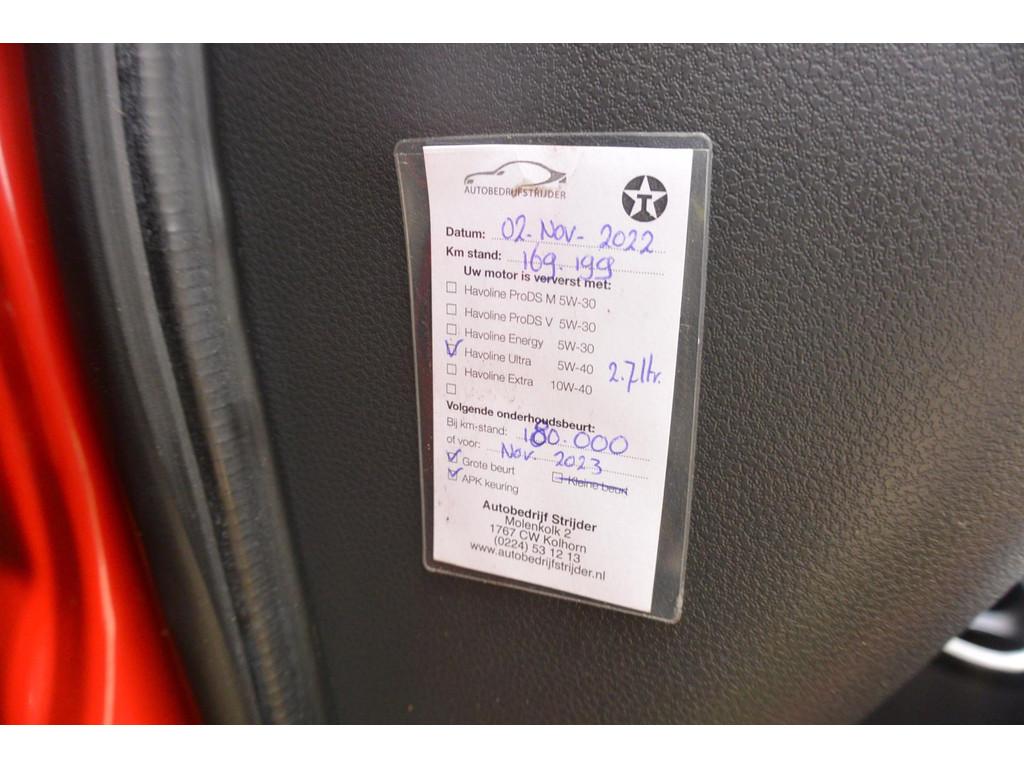 AUTOBEDRIJFSTRIJDER
T
Datum: 02-Nov-2022
Km stand: 169.199
Uw motor is ververst met:
Havoline ProDS M 5W-30
Havoline ProDS V 5W-30
Havoline Energy 5W-30
Havoline Ultra 5W-40 2.7ltr.
Havoline Extra 10W-40
Volgende onderhoudsbeurt:
Bij km-stand: 180.000
of voor: Nov. 2023
Grote beurt Kleine beurt
APK keuring
Autobedrijf Strijder
Molenkolk 2
1767 CW Kolhorn
(0224) 53 12 13
www.autobedrijfstrijder.nl